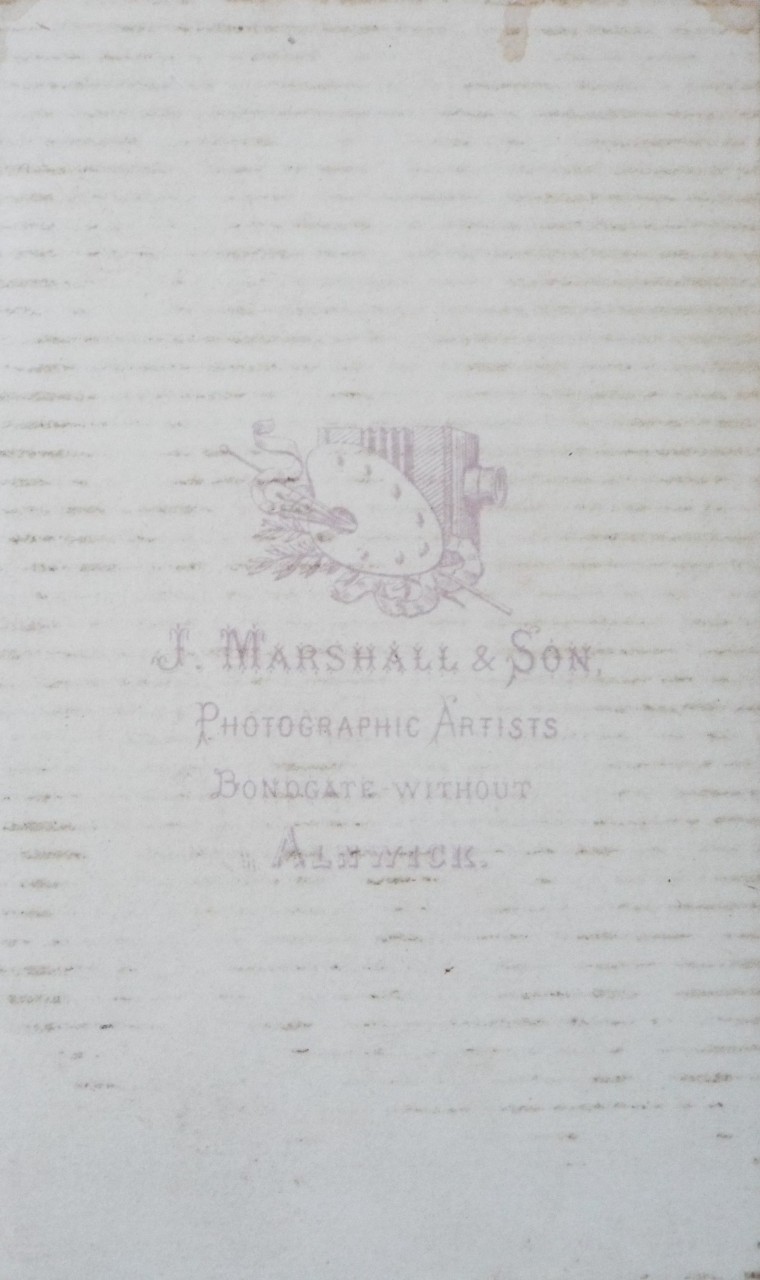 J. MARSHALL & SON,
PHOTOGRAPHIC ARTISTS
BONDGATE WITHOUT
ALNWICK.